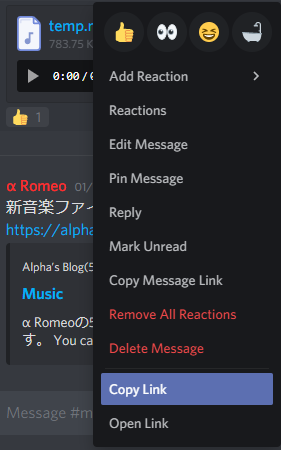 temp.
783.75 K
0:00/0
👍 1
α Romeo 01/
新音楽ファイ
https://alpha
Alpha's Blog(
Music
α Romeoの
す。 You ca
Message #m
Add Reaction
Reactions
Edit Message
Pin Message
Reply
Mark Unread
Copy Message Link
Remove All Reactions
Delete Message
Copy Link
Open Link